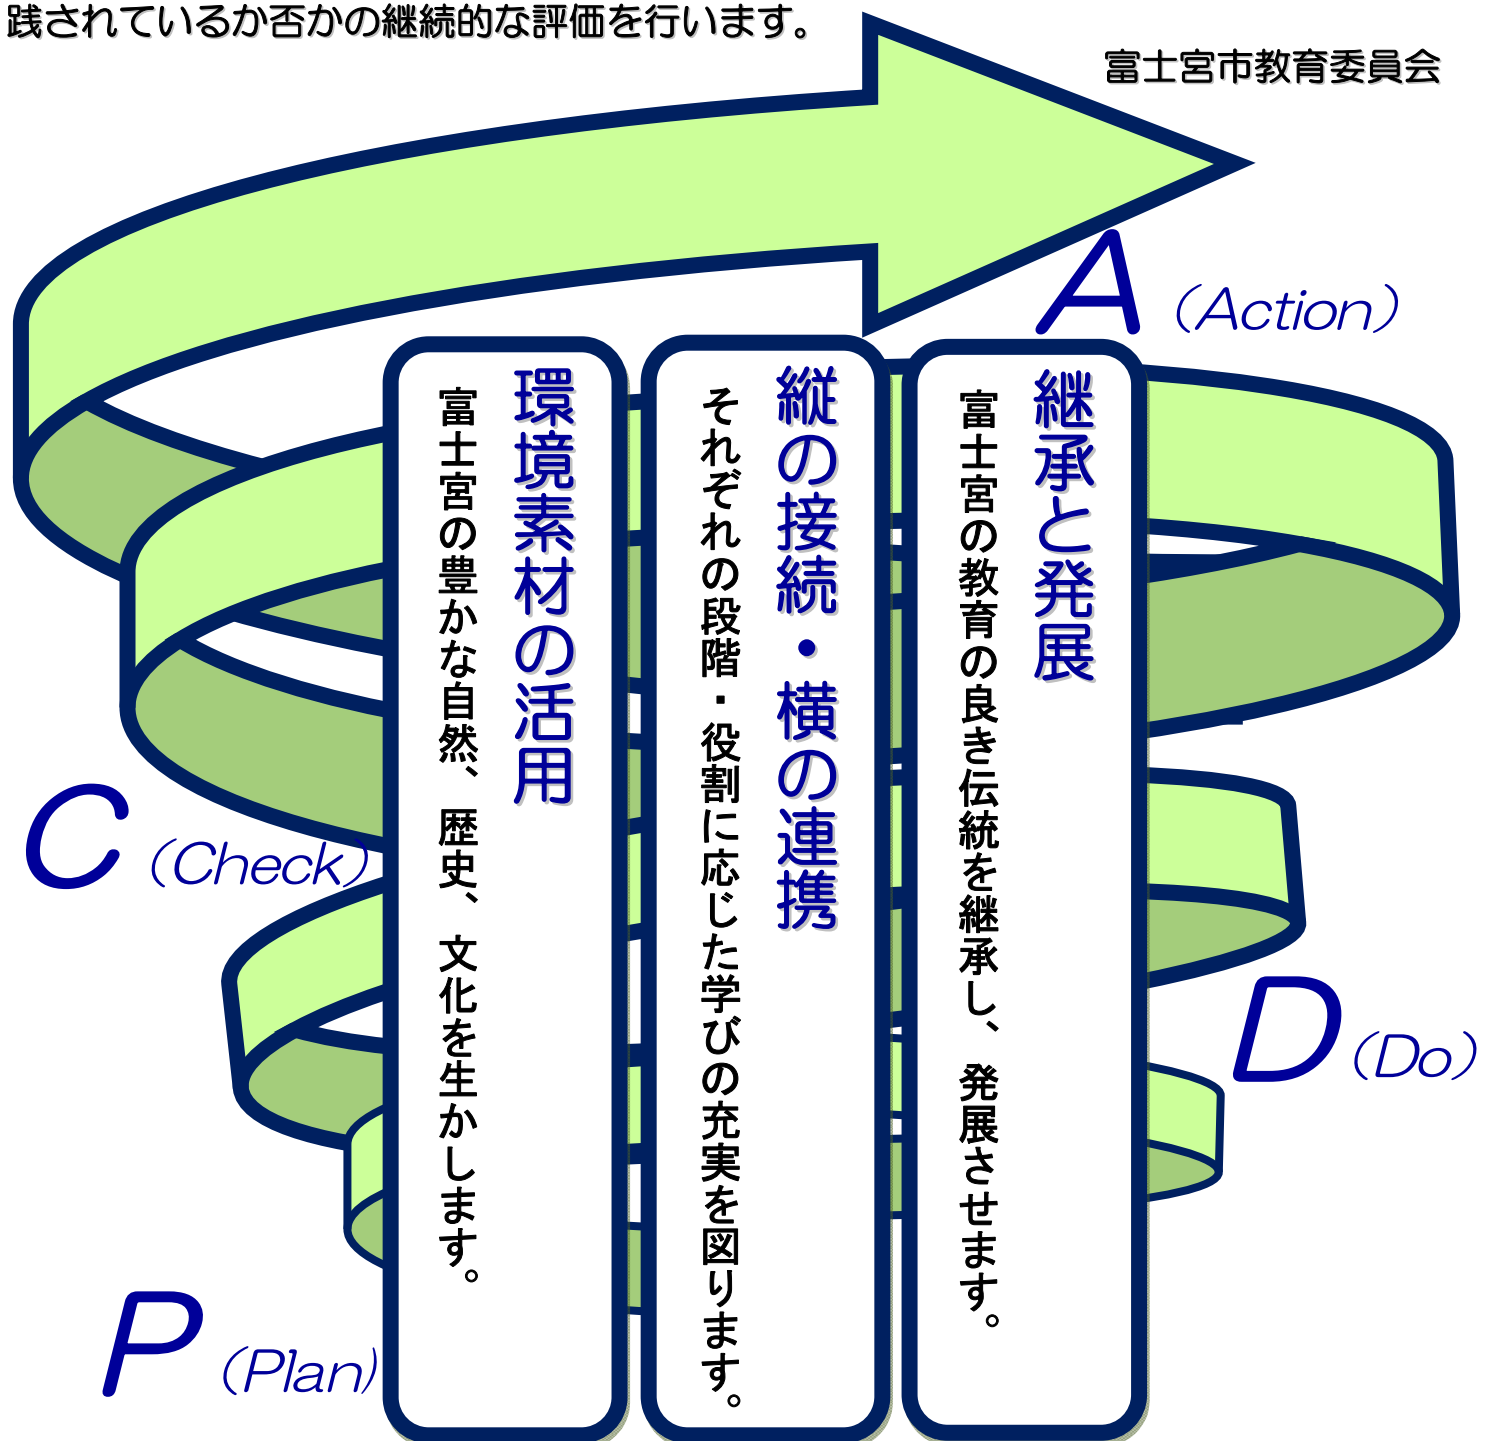 践されているか否かの継続的な評価を行います。
富士宮市教育委員会
A（Action）
継承と発展
富士宮の教育の良き伝統を継承し、発展させます。
縦の接続・横の連携
それぞれの段階・役割に応じた学びの充実を図ります。
環境素材の活用
富士宮の豊かな自然、歴史、文化を生かします。
C（Check）
D（Do）
P（Plan）